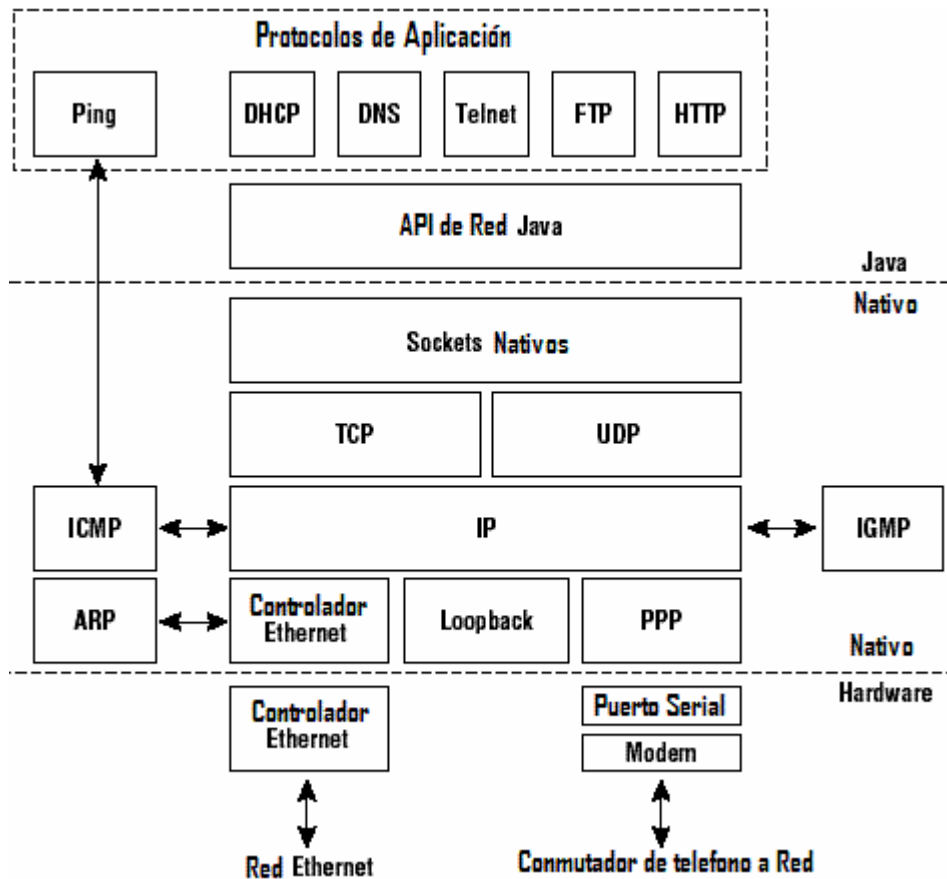 Protocolos de Aplicación
Ping
DHCP
DNS
Telnet
FTP
HTTP
API de Red Java
Java
Nativo
Sockets Nativos
TCP
UDP
ICMP
IP
IGMP
ARP
Controlador
Ethernet
Loopback
PPP
Nativo
Hardware
Controlador
Ethernet
Puerto Serial
Modem
Red Ethernet
Conmutador de telefono a Red